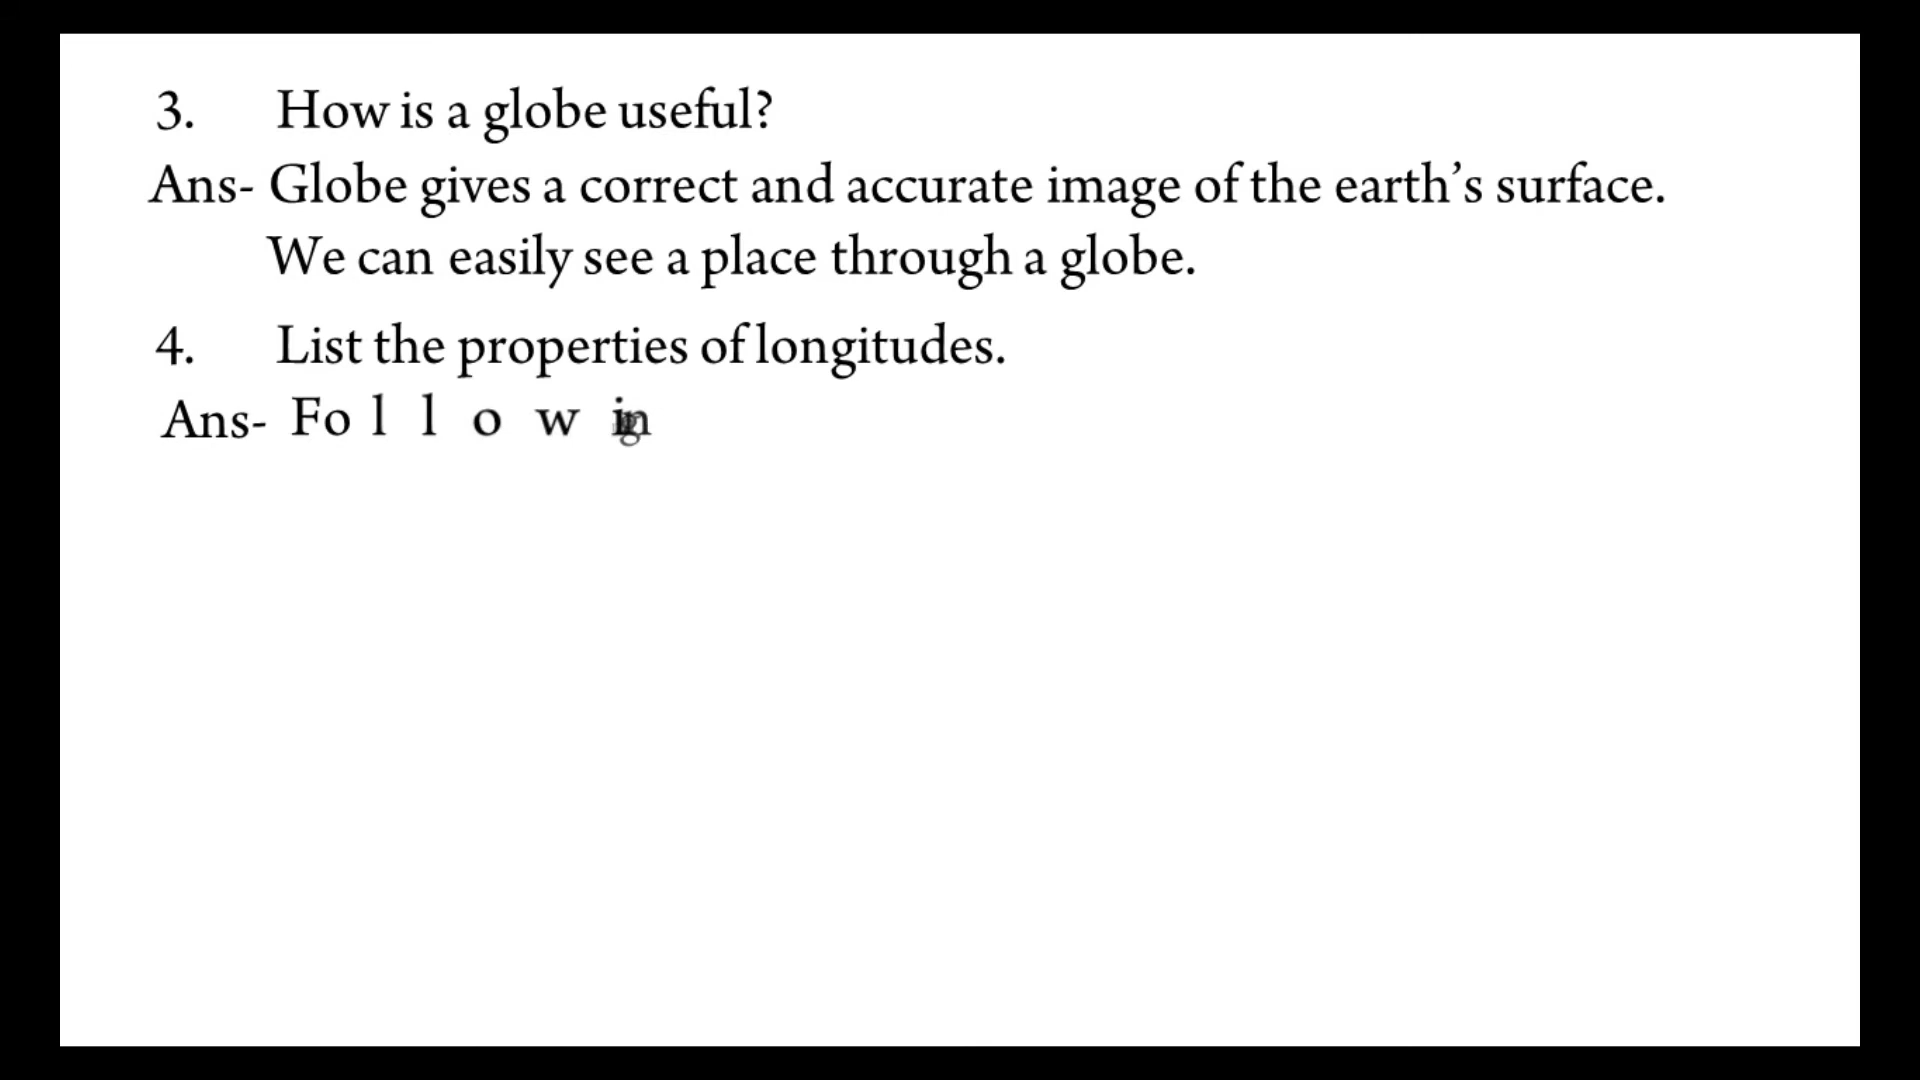 3. How is a globe useful?
Ans- Globe gives a correct and accurate image of the earth’s surface.
We can easily see a place through a globe.
4. List the properties of longitudes.
Ans- Following